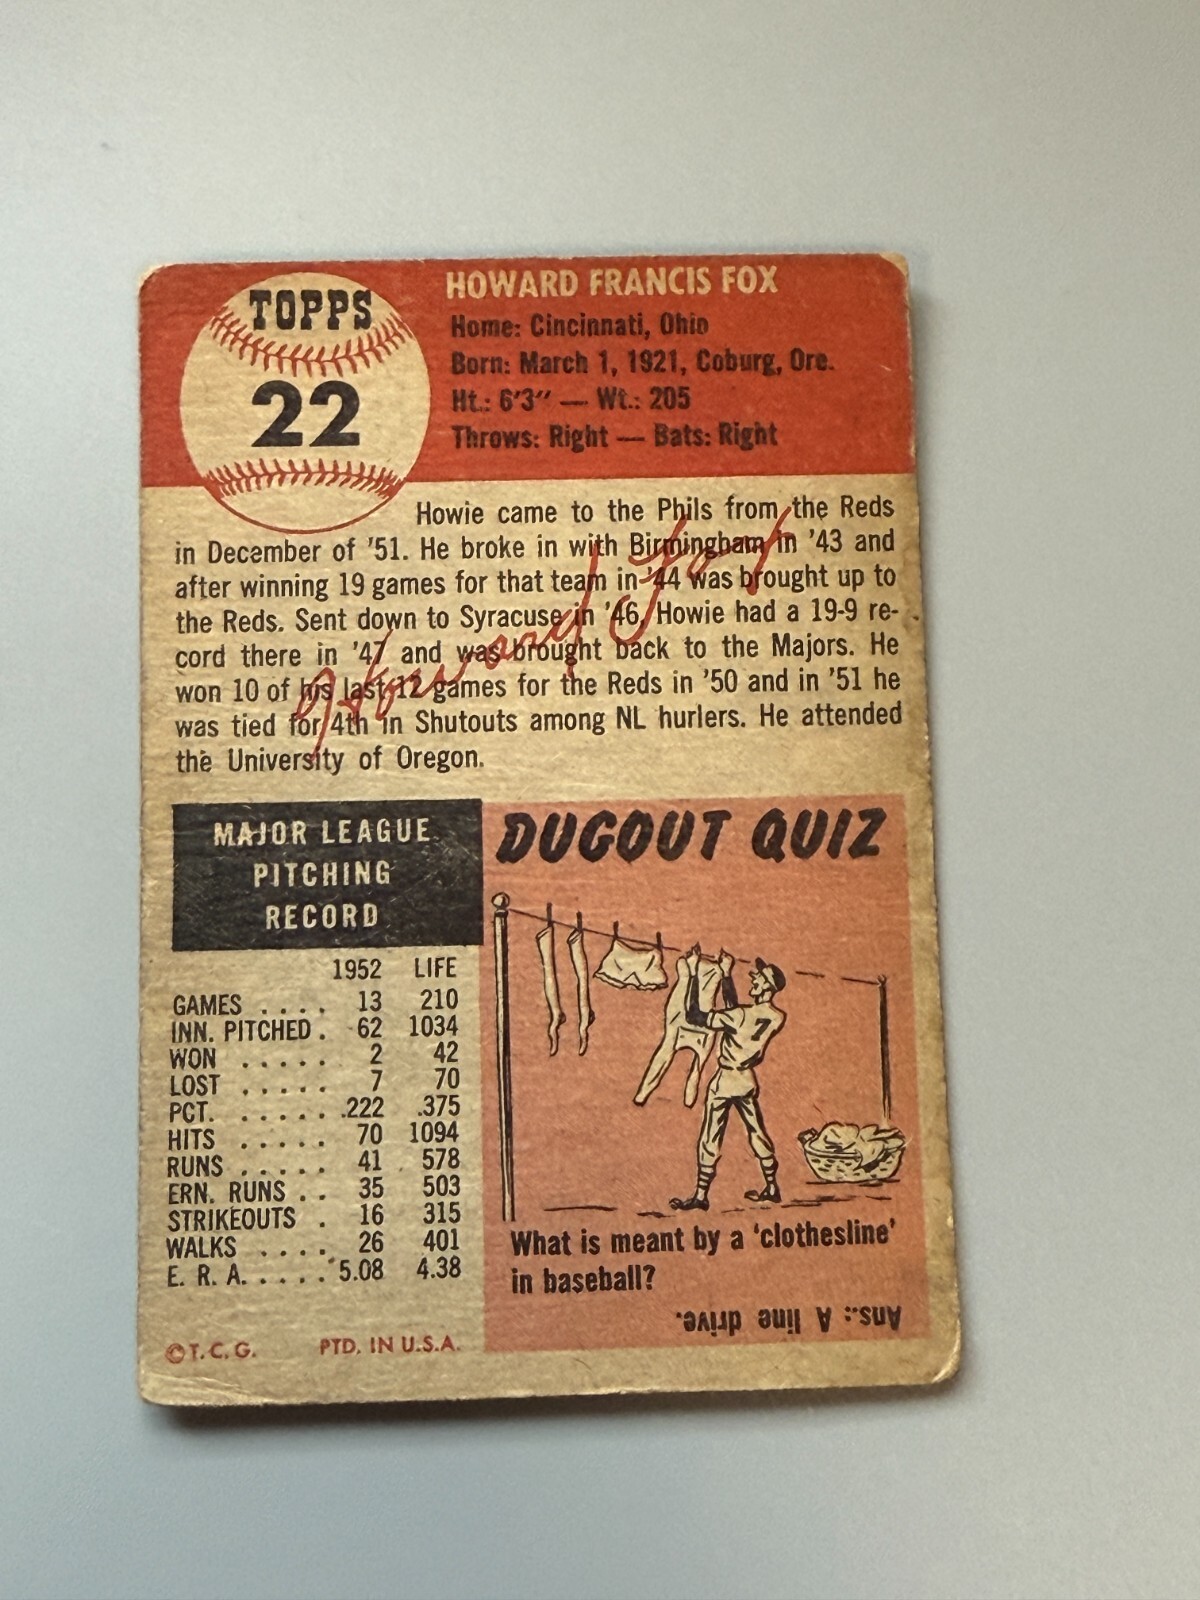 TOPPS
22
HOWARD FRANCIS FOX
Home: Cincinnati, Ohio
Born: March 1, 1921, Coburg, Ore.
Ht.: 6'3" — Wt.: 205
Throws: Right — Bats: Right
Howie came to the Phils from the Reds
in December of '51. He broke in with Birmingham in '43 and
after winning 19 games for that team in '44 was brought up to
the Reds. Sent down to Syracuse in '46, Howie had a 19-9 re-
cord there in '47 and was brought back to the Majors. He
won 10 of his last 12 games for the Reds in '50 and in '51 he
was tied for 4th in Shutouts among NL hurlers. He attended
the University of Oregon.
Howard Fox
MAJOR LEAGUE
PITCHING
RECORD
1952 LIFE
GAMES . . . . 13 210
INN. PITCHED . 62 1034
WON . . . . . 2 42
LOST . . . . . 7 70
PCT. . . . . . .222 .375
HITS . . . . . 70 1094
RUNS . . . . . 41 578
ERN. RUNS . . 35 503
STRIKEOUTS . 16 315
WALKS . . . . 26 401
E. R. A. . . . . 5.08 4.38
©T.C.G. PTD. IN U.S.A.
DUGOUT QUIZ
7
What is meant by a 'clothesline'
in baseball?
Ans.: A line drive.